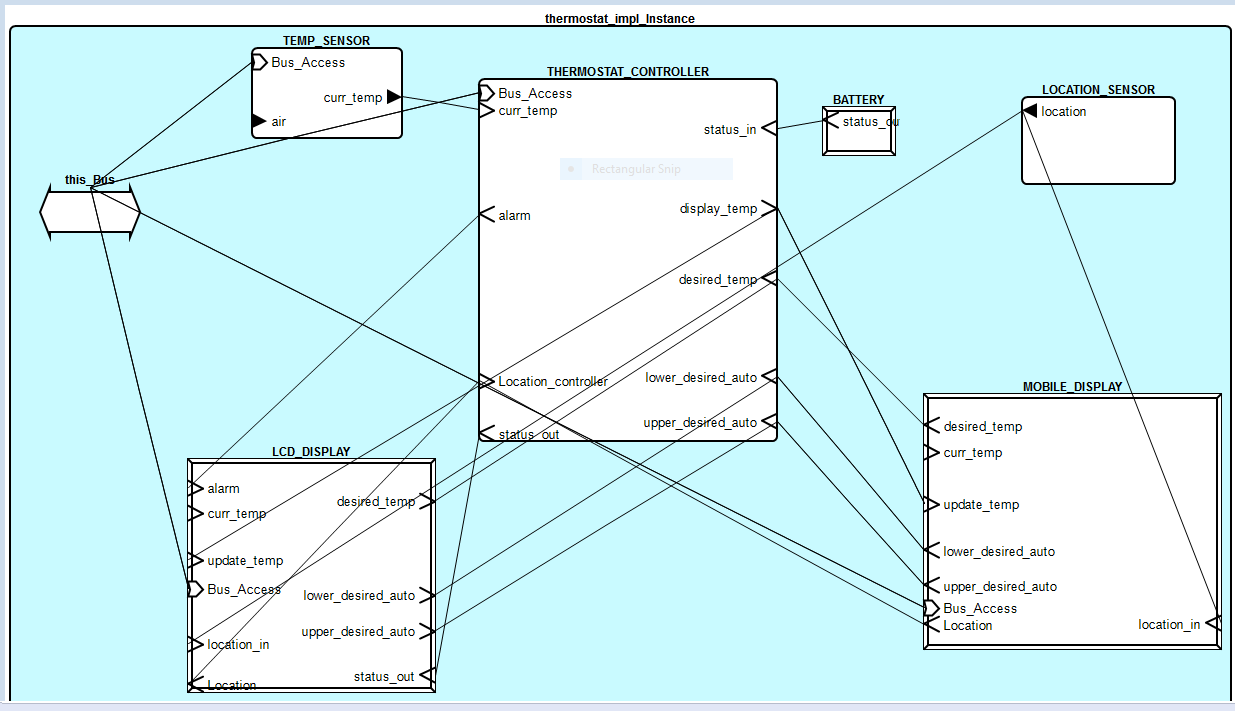 thermostat_impl_Instance
TEMP_SENSOR
Bus_Access
curr_temp
air
THERMOSTAT_CONTROLLER
Bus_Access
curr_temp
status_in
Rectangular Snip
alarm
display_temp
desired_temp
Location_controller
lower_desired_auto
upper_desired_auto
status_out
BATTERY
status_ou
LOCATION_SENSOR
location
this_Bus
LCD_DISPLAY
alarm
desired_temp
curr_temp
update_temp
Bus_Access
lower_desired_auto
upper_desired_auto
location_in
status_out
Location
MOBILE_DISPLAY
desired_temp
curr_temp
update_temp
lower_desired_auto
upper_desired_auto
Bus_Access
Location
location_in